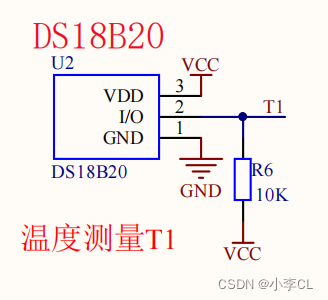 DS18B20
U2
VCC
VDD 3
I/O 2 T1
GND 1
DS18B20
GND
R6
10K
温度测量T1
VCC
CSDN @小李CL